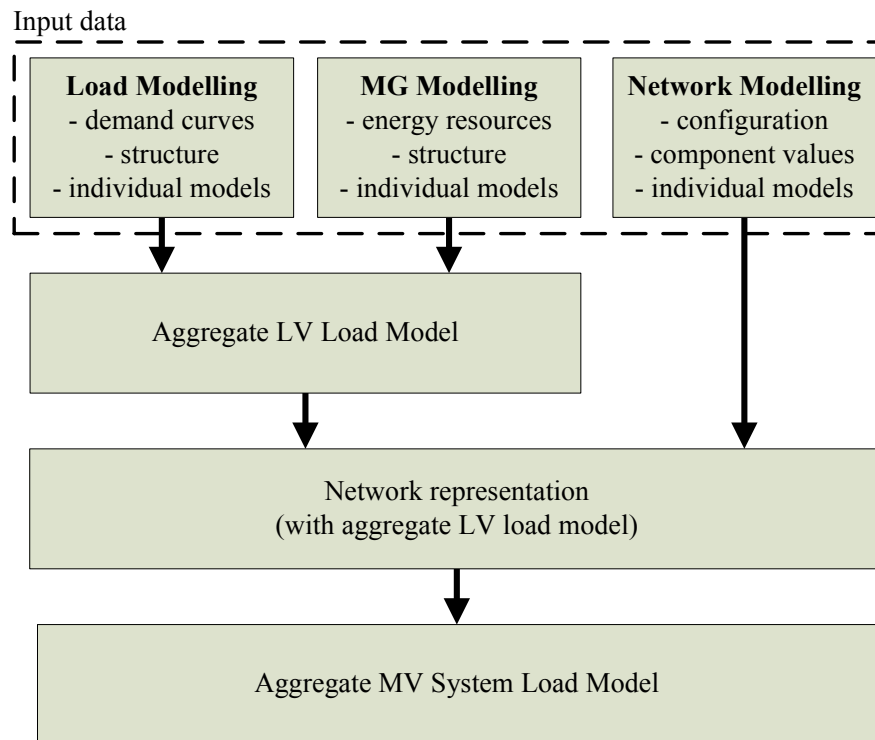 Input data
Load Modelling
- demand curves
- structure
- individual models
MG Modelling
- energy resources
- structure
- individual models
Network Modelling
- configuration
- component values
- individual models
Aggregate LV Load Model
Network representation
(with aggregate LV load model)
Aggregate MV System Load Model